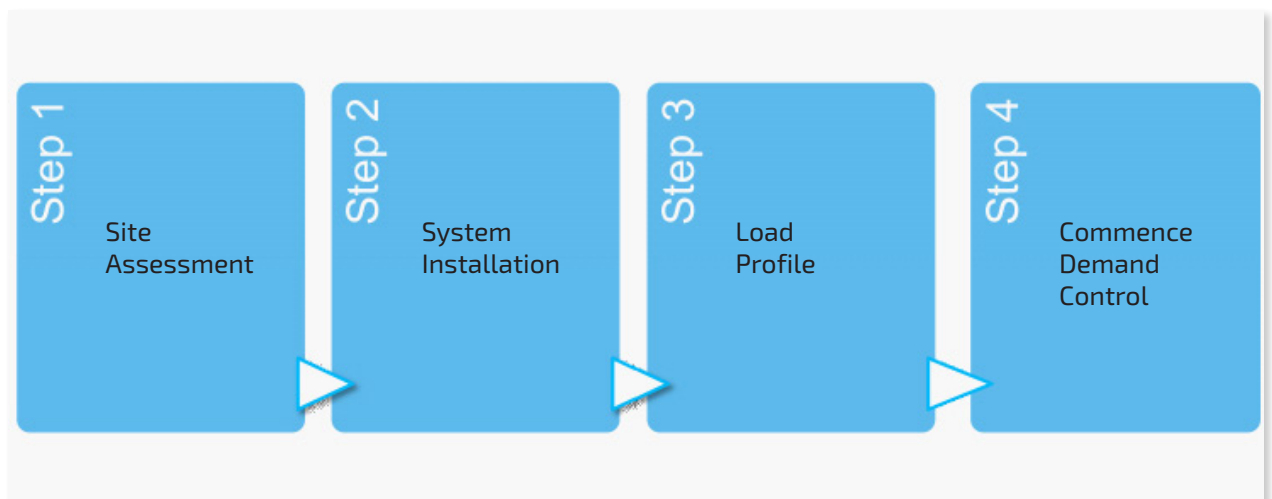 Step 1
Site
Assessment
Step 2
System
Installation
Step 3
Load
Profile
Step 4
Commence
Demand
Control